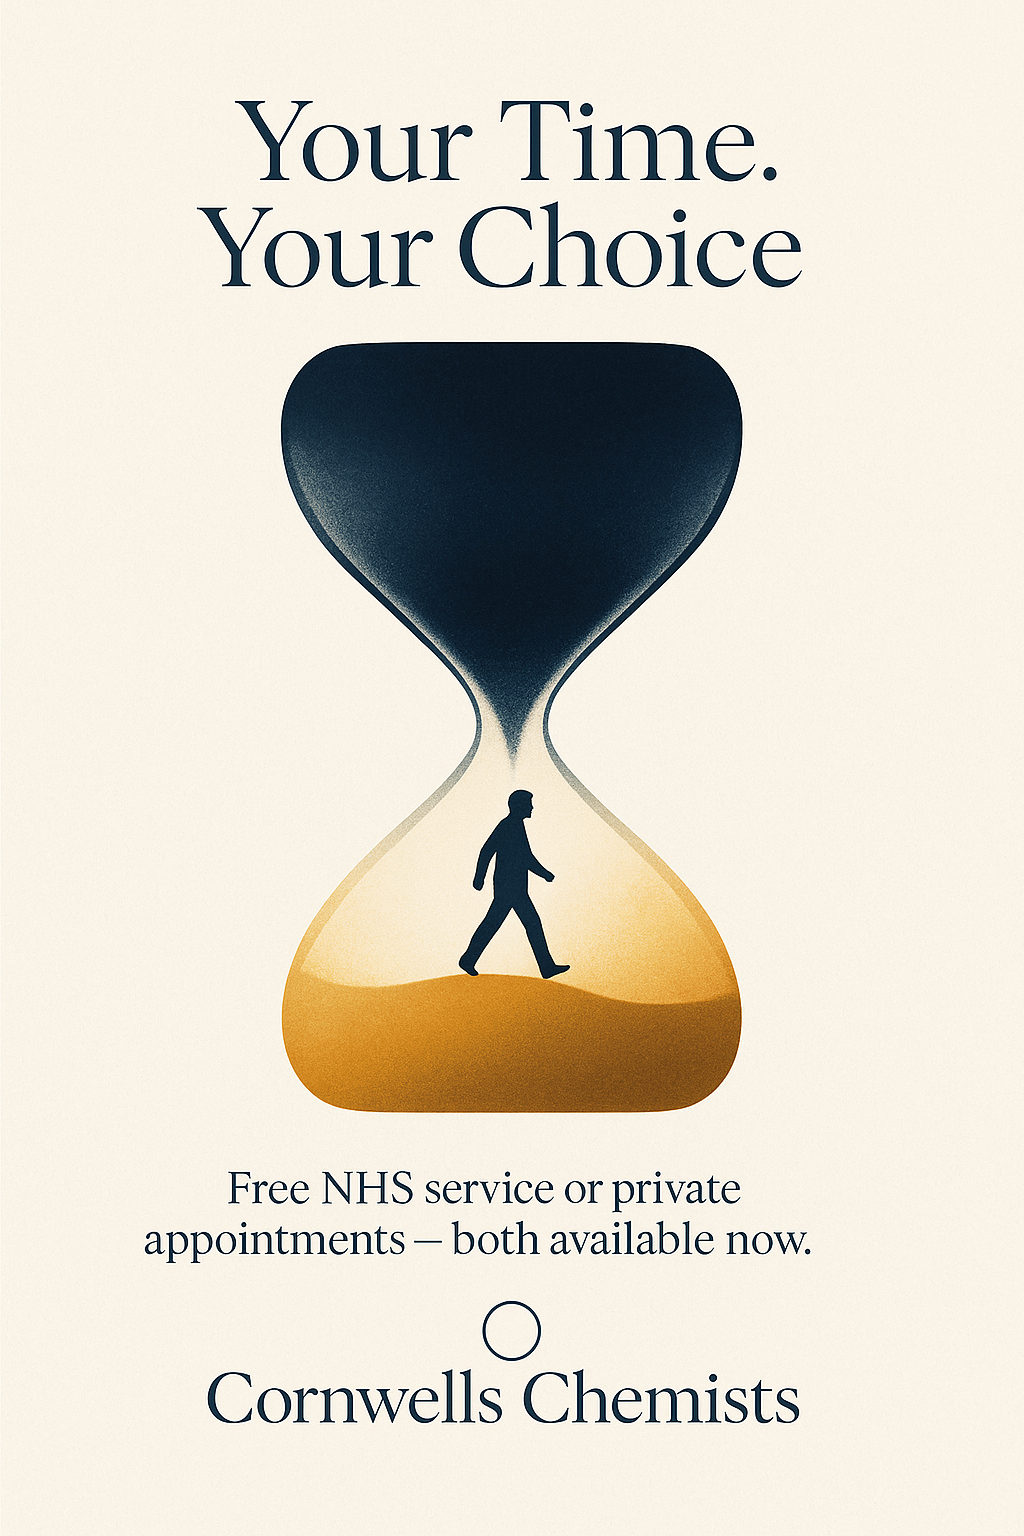 Your Time.
Your Choice
Free NHS service or private
appointments – both available now.
Cornwells Chemists